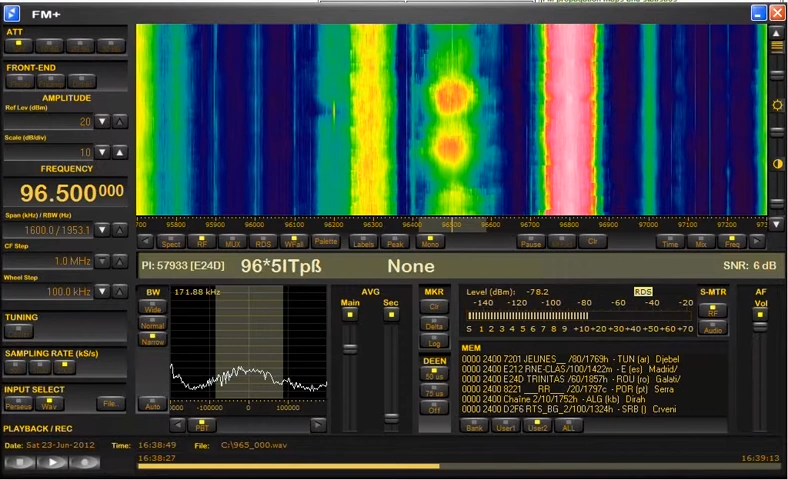 FM+
ATT
FRONT-END
AMPLITUDE
Ref Lev (dBm)
20
Scale (dB/div)
10
FREQUENCY
96.500000
Span (kHz) / RBW (Hz)
1600.0 / 1953.1
CF Step
1.0 MHz
Wheel Step
100.0 kHz
TUNING
SAMPLING RATE (kS/s)
INPUT SELECT
Perseus Wav File..
PLAYBACK / REC
700 95800 95900 96000 96100 96200 96300 96400 96500 96600 96700 96800 96900 97000 97100 97200 973
Spect RF MUX RDS WFall Palette Labels Peak Mono Pause Clr Time Mix Freq
PI: 57933 [E24D] 96*5ITpß None SNR: 6 dB
BW
Wide
Normal
Narrow
Auto
171.88 kHz
-100000 0 100000
PBT
AVG
Main Sec
MKR
Clr
Delta
Log
DEEN
50 us
75 us
Off
Level (dBm): -78.2 RDS
-140 -120 -100 -80 -60 -40 -20
S 1 2 3 4 5 6 7 8 9 +10+20+30+40+50+60+70
S-MTR
RF
Audio
AF
Vol
MEM
0000 2400 7201 JEUNES__ /80/1769h - TUN (ar) Djebel
0000 2400 E212 RNE-CLAS/100/1422m - E (es) Madrid/
0000 2400 E24D TRINITAS /60/1857h - ROU (ro) Galati/
0000 2400 8221 __RR__ /20/1797c - POR (pt) Serra
0000 2400 Chaîne 2/10/1752h - ALG (kb) Dirah
0000 2400 D2F6 RTS_BG_2/100/1324h - SRB () Crveni
Bank User1 User2 ALL
Date: Sat 23-Jun-2012 Time: 16:38:49 File: C:\965_000.wav
16:38:27 16:39:13